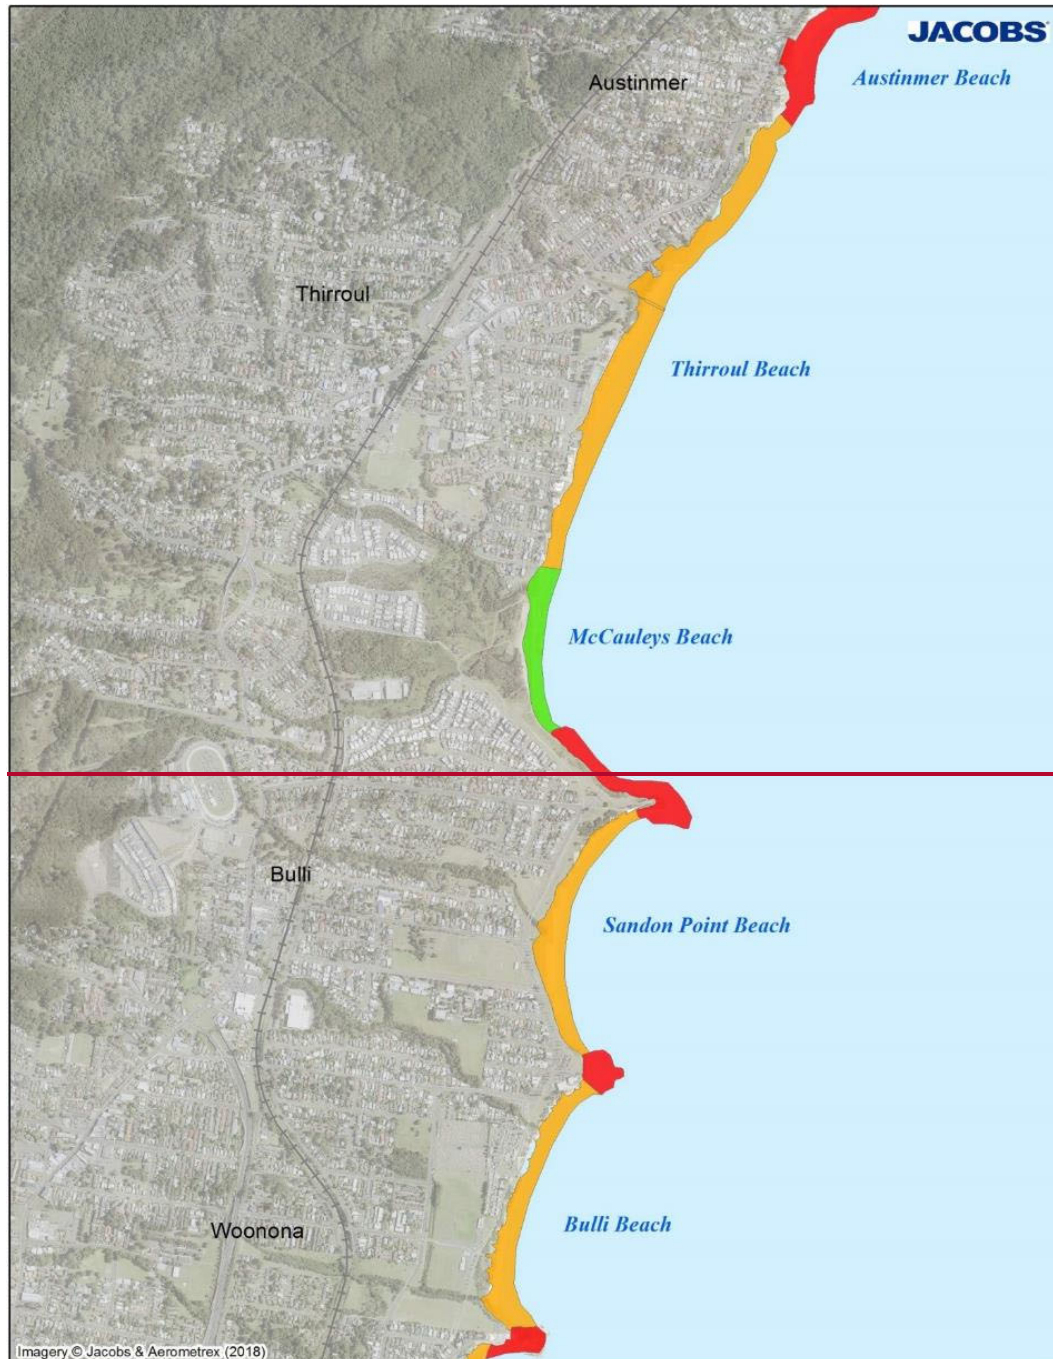 JACOBS
Austinmer
Austinmer Beach
Thirroul
Thirroul Beach
McCauleys Beach
Bulli
Sandon Point Beach
Woonona
Bulli Beach
Imagery © Jacobs & Aerometrex (2018)